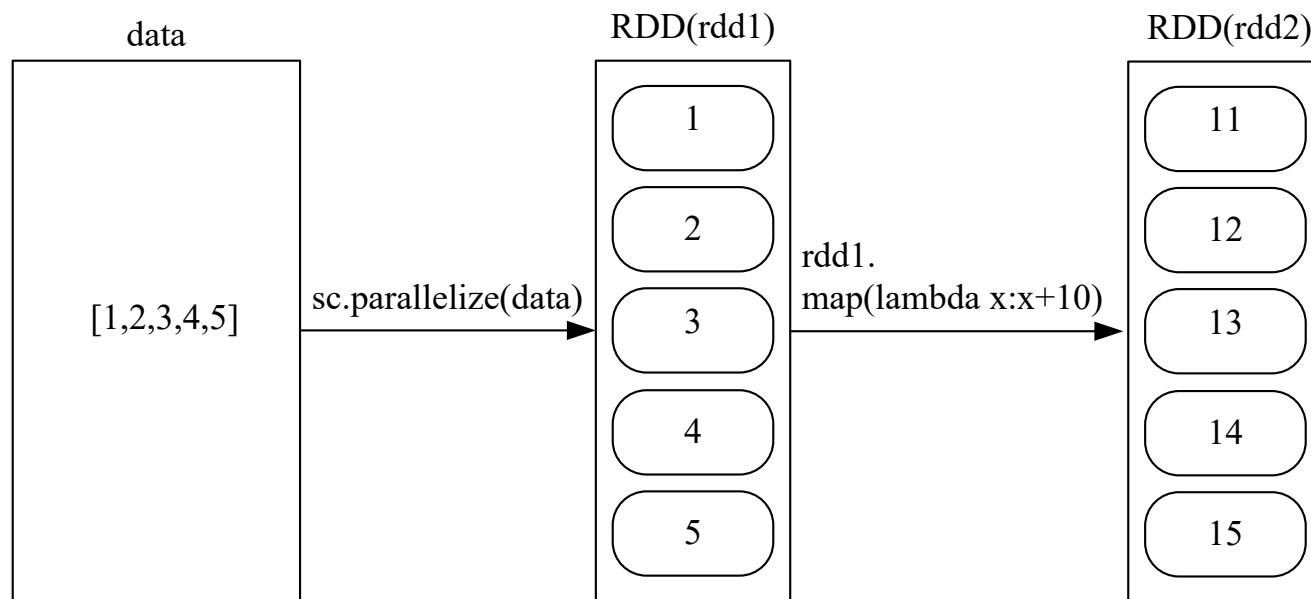 data
[1,2,3,4,5]
sc.parallelize(data)
RDD(rdd1)
1
2
3
4
5
rdd1.
map(lambda x:x+10)
RDD(rdd2)
11
12
13
14
15